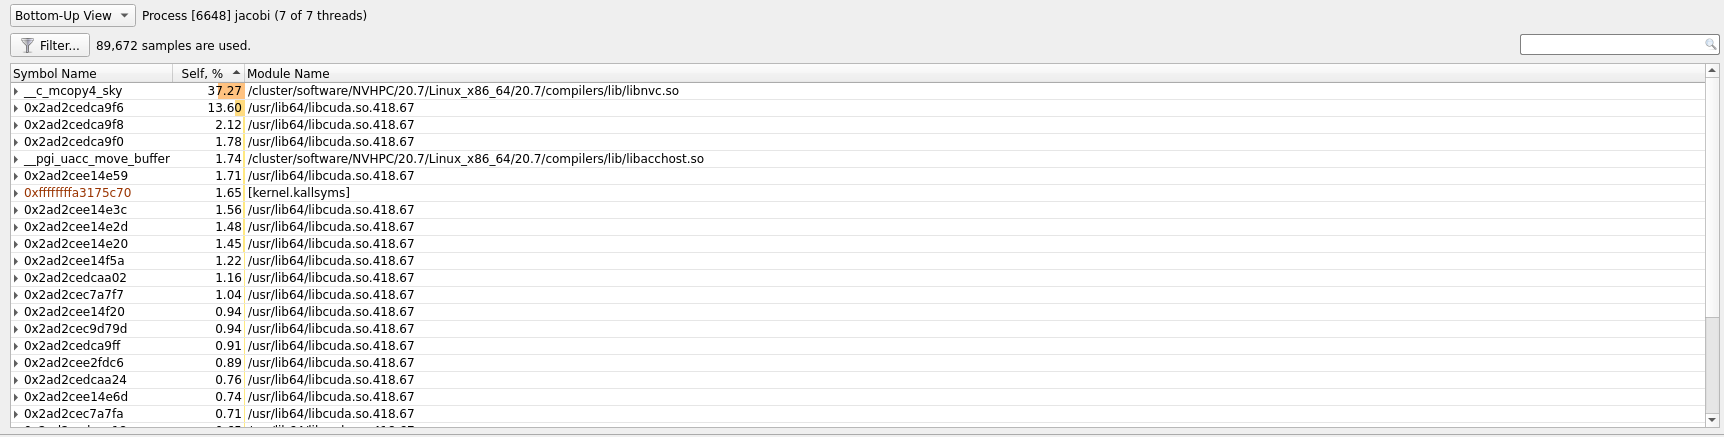 Bottom-Up View Process [6648] jacobi (7 of 7 threads)
Filter... 89,672 samples are used.
Symbol Name Self, % Module Name
__c_mcopy4_sky 37.27 /cluster/software/NVHPC/20.7/Linux_x86_64/20.7/compilers/lib/libnvc.so
0x2ad2cedca9f6 13.60 /usr/lib64/libcuda.so.418.67
0x2ad2cedca9f8 2.12 /usr/lib64/libcuda.so.418.67
0x2ad2cedca9f0 1.78 /usr/lib64/libcuda.so.418.67
__pgi_uacc_move_buffer 1.74 /cluster/software/NVHPC/20.7/Linux_x86_64/20.7/compilers/lib/libacchost.so
0x2ad2cee14e59 1.71 /usr/lib64/libcuda.so.418.67
0xffffffffa3175c70 1.65 [kernel.kallsyms]
0x2ad2cee14e3c 1.56 /usr/lib64/libcuda.so.418.67
0x2ad2cee14e2d 1.48 /usr/lib64/libcuda.so.418.67
0x2ad2cee14e20 1.45 /usr/lib64/libcuda.so.418.67
0x2ad2cee14f5a 1.22 /usr/lib64/libcuda.so.418.67
0x2ad2cedcaa02 1.16 /usr/lib64/libcuda.so.418.67
0x2ad2cec7a7f7 1.04 /usr/lib64/libcuda.so.418.67
0x2ad2cee14f20 0.94 /usr/lib64/libcuda.so.418.67
0x2ad2cec9d79d 0.94 /usr/lib64/libcuda.so.418.67
0x2ad2cedca9ff 0.91 /usr/lib64/libcuda.so.418.67
0x2ad2cee2fdc6 0.89 /usr/lib64/libcuda.so.418.67
0x2ad2cedcaa24 0.76 /usr/lib64/libcuda.so.418.67
0x2ad2cee14e6d 0.74 /usr/lib64/libcuda.so.418.67
0x2ad2cec7a7fa 0.71 /usr/lib64/libcuda.so.418.67